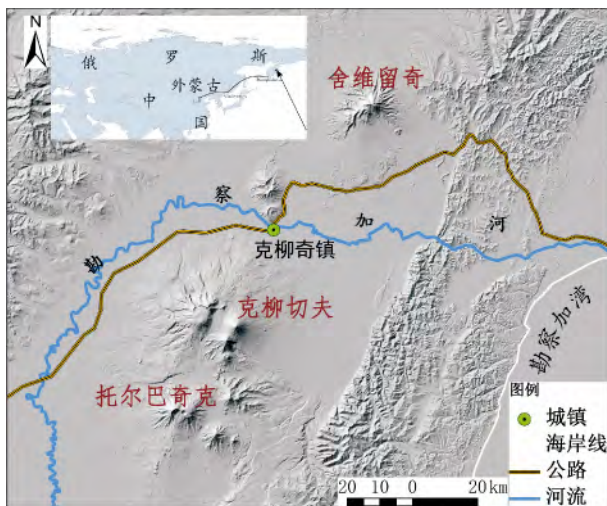 N
俄 罗 斯
外蒙古
中
国
舍维留奇
勘 察 加 河
克柳奇镇
克柳切夫
托尔巴奇克
勘察加湾
图例
城镇
海岸线
公路
河流
20 10 0 20km